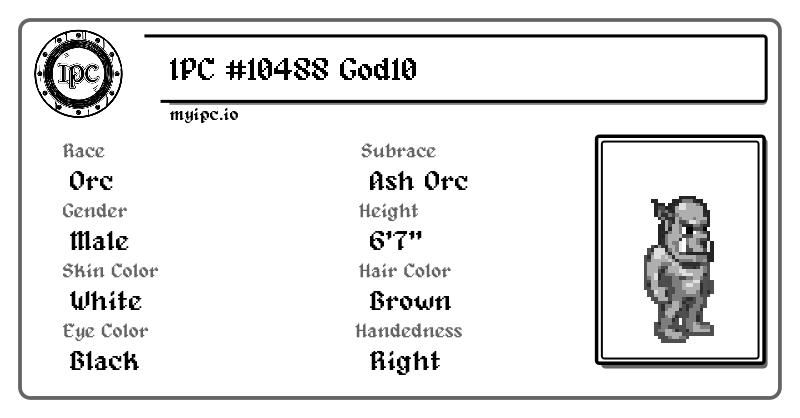 IPC
IPC #10488 God10
myipc.io
Race
Orc
Subrace
Ash Orc
Gender
Male
Height
6'7"
Skin Color
White
Hair Color
Brown
Eye Color
Black
Handedness
Right